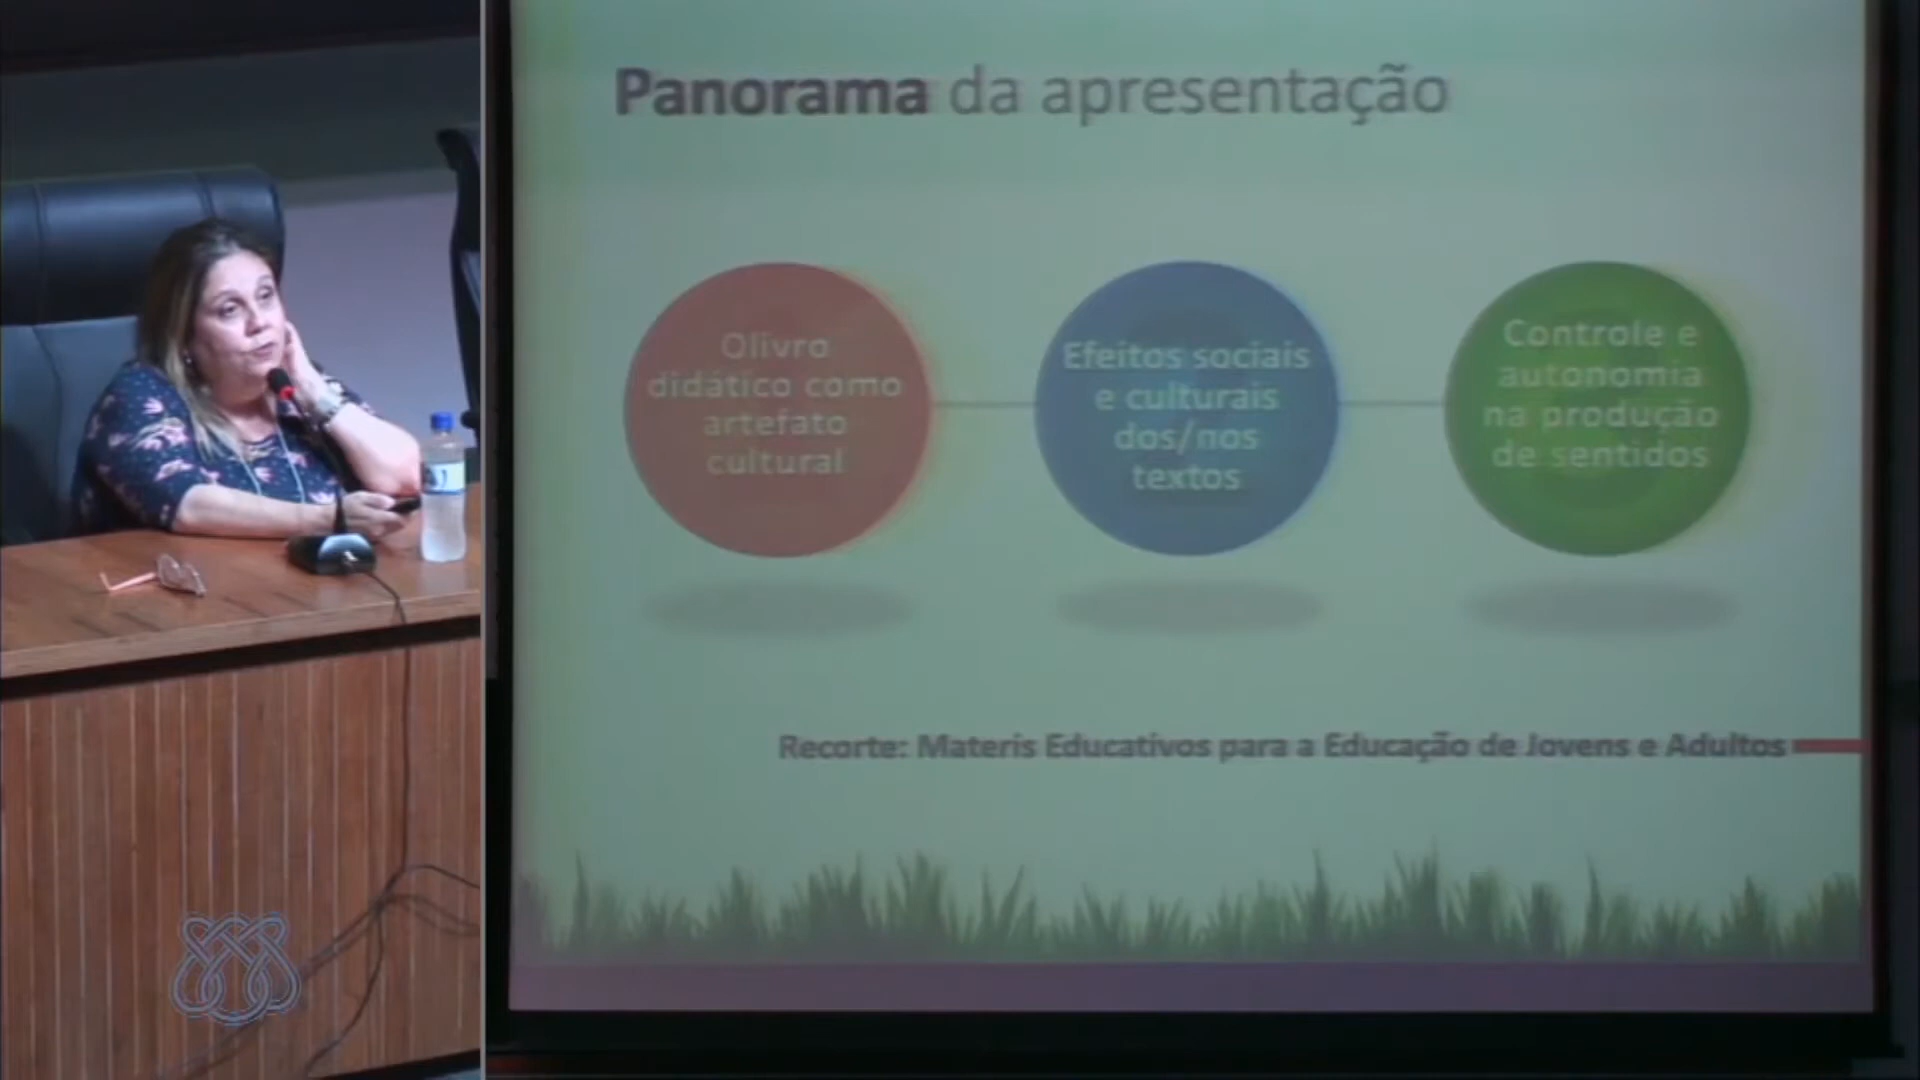 Panorama da apresentação
O livro
didático como
artefato
cultural
Efeitos sociais
e culturais
dos/nos
textos
Controle e
autonomia
na produção
de sentidos
Recorte: Materis Educativos para a Educação de Jovens e Adultos